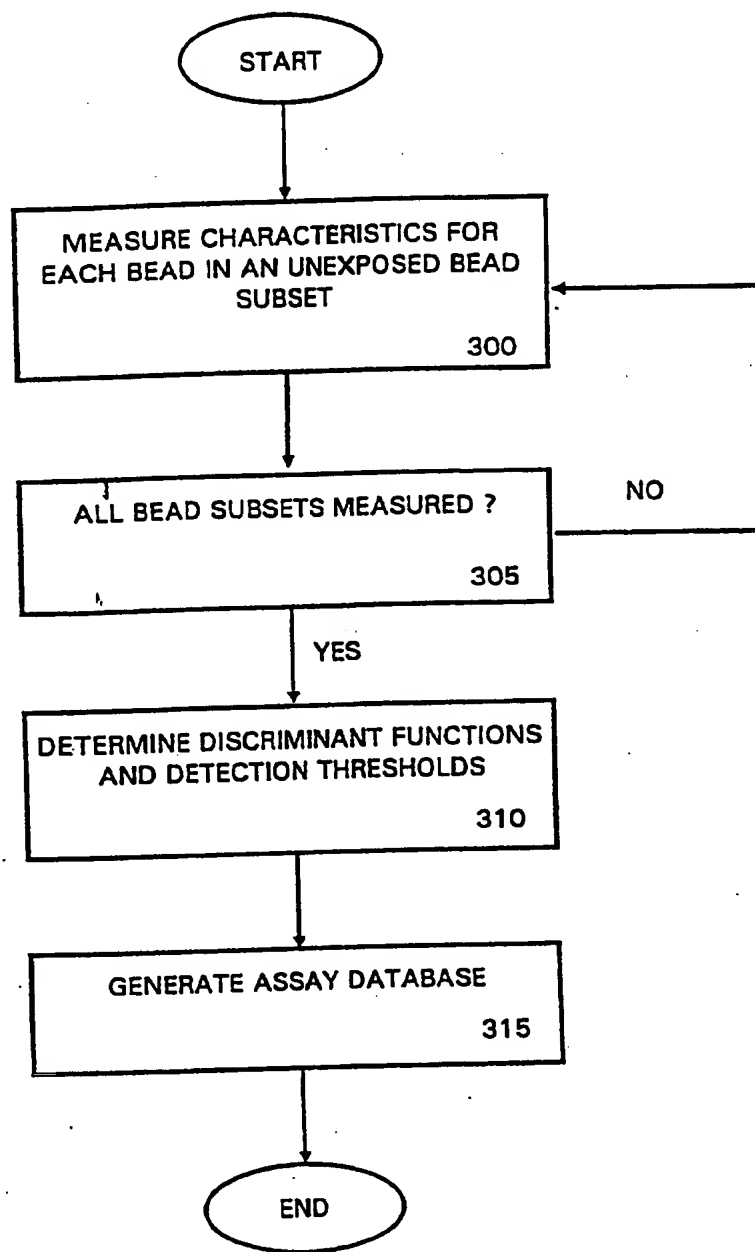 START
MEASURE CHARACTERISTICS FOR
EACH BEAD IN AN UNEXPOSED BEAD
SUBSET
300
ALL BEAD SUBSETS MEASURED ?
305
NO
YES
DETERMINE DISCRIMINANT FUNCTIONS
AND DETECTION THRESHOLDS
310
GENERATE ASSAY DATABASE
315
END